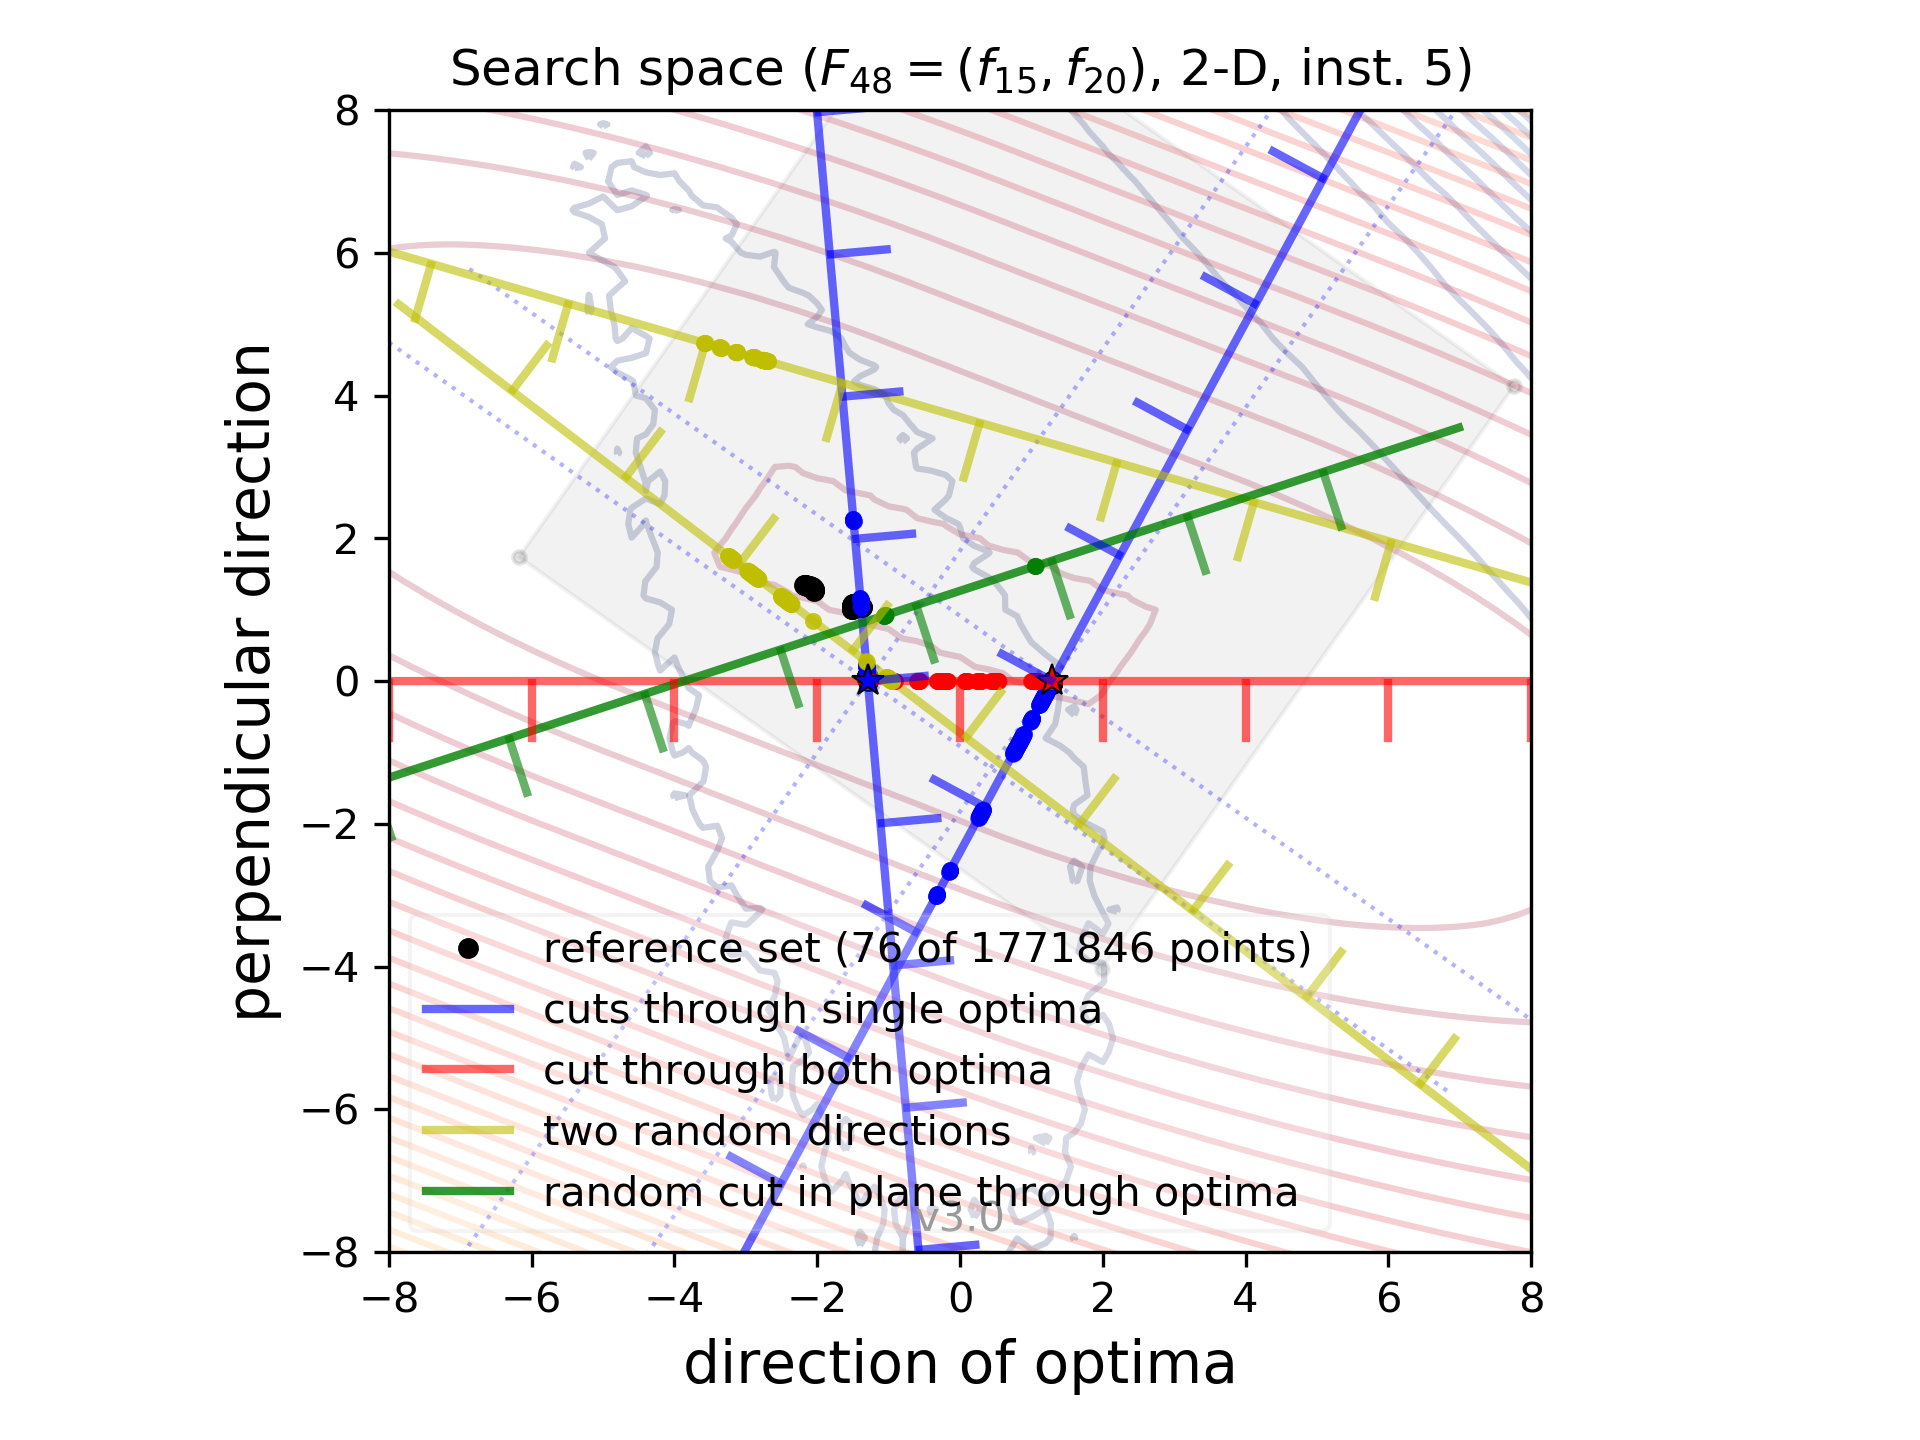 Search space (F48 = (f15, f20), 2-D, inst. 5)
perpendicular direction
8
6
4
2
0
−2
−4
−6
−8
reference set (76 of 1771846 points)
cuts through single optima
cut through both optima
two random directions
random cut in plane through optima
v3.0
−8 −6 −4 −2 0 2 4 6 8
direction of optima